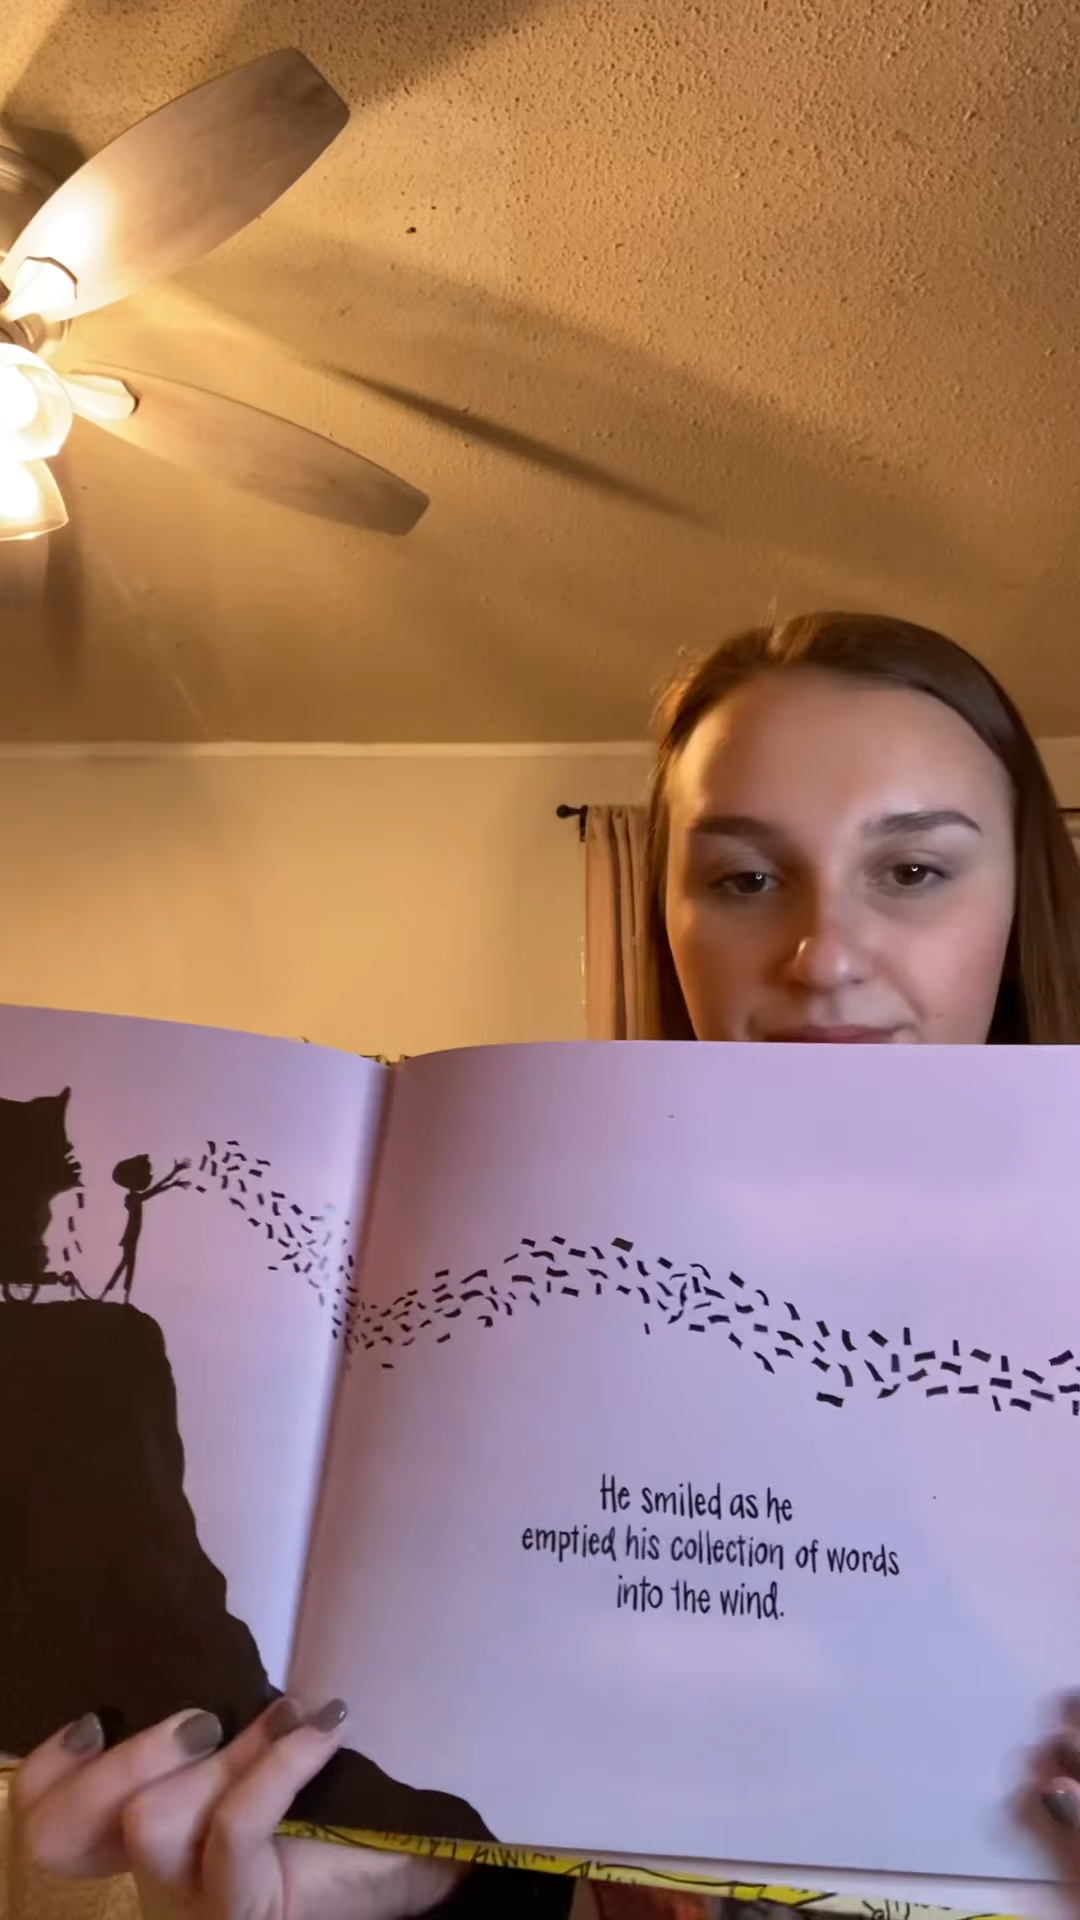 He smiled as he
emptied his collection of words
into the wind.